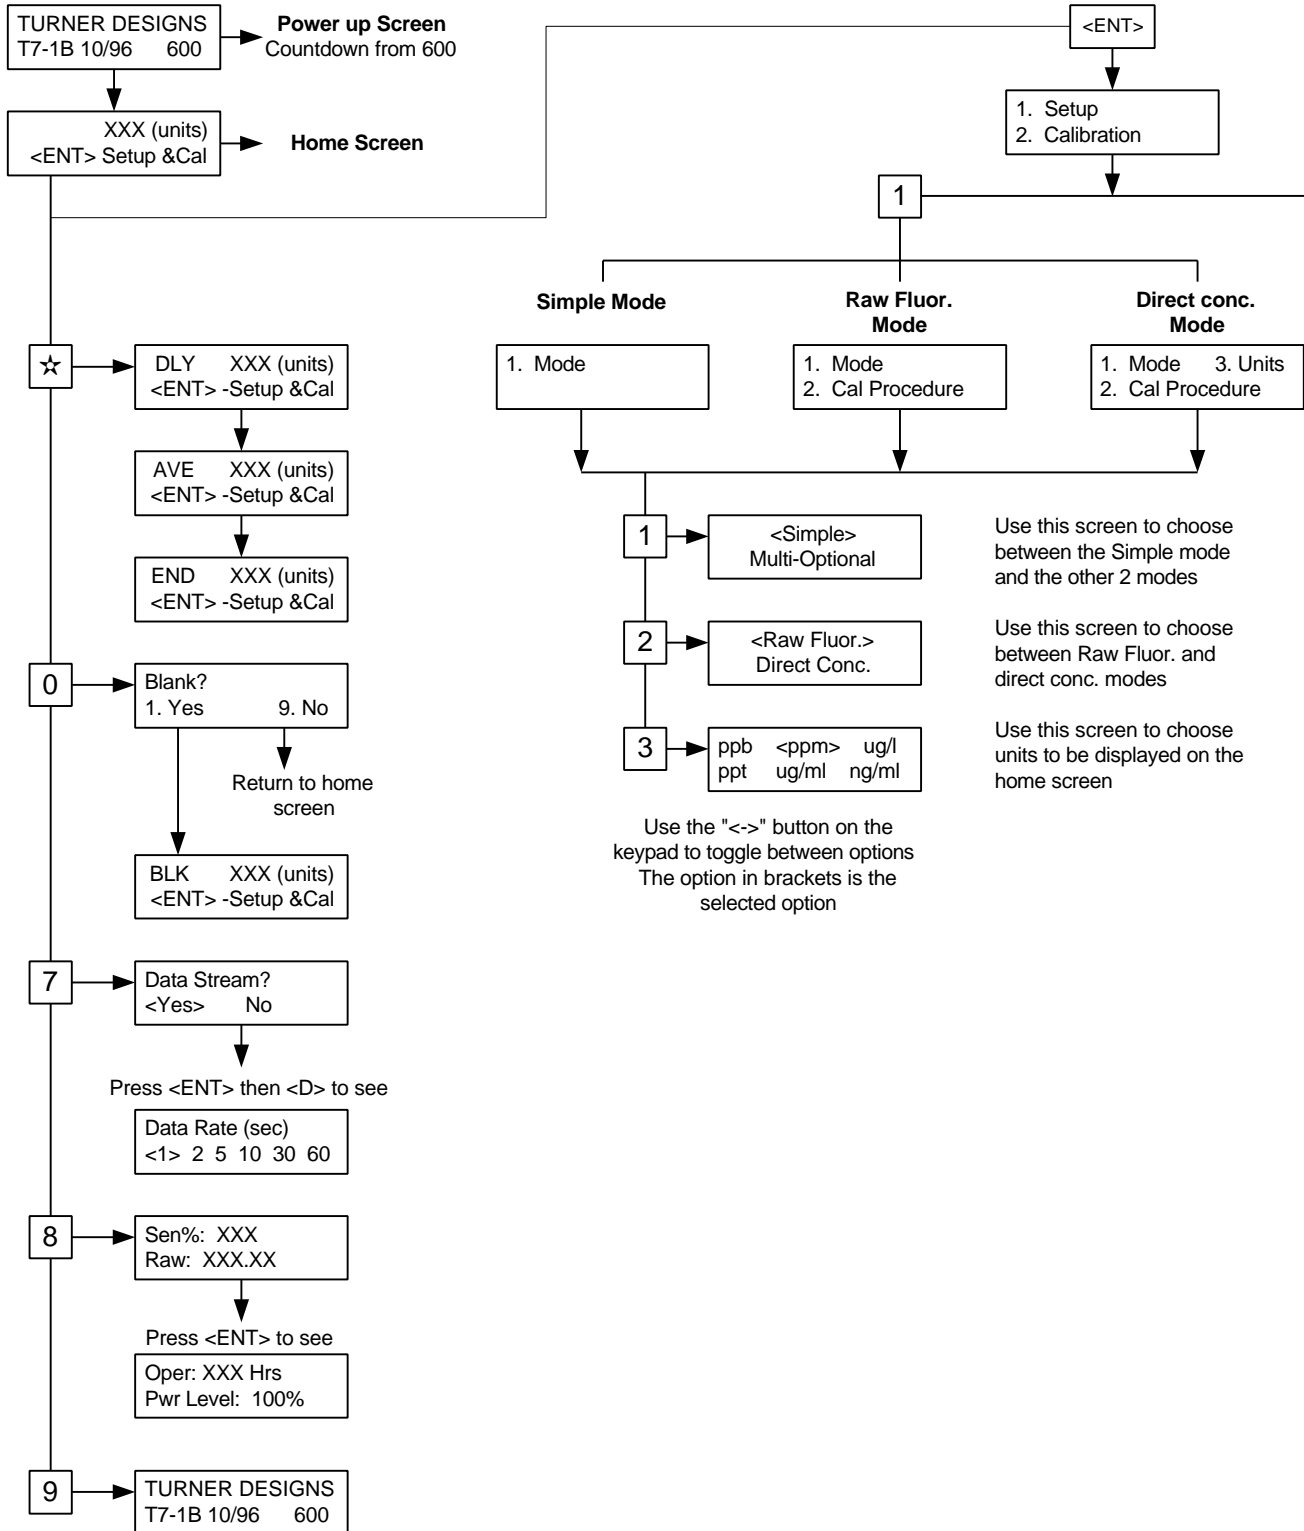 TURNER DESIGNS
T7-1B 10/96 600
Power up Screen
Countdown from 600
XXX (units)
<ENT> Setup &Cal
Home Screen
<ENT>
1. Setup
2. Calibration
1
Simple Mode
1. Mode
Raw Fluor.
Mode
1. Mode
2. Cal Procedure
Direct conc.
Mode
1. Mode 3. Units
2. Cal Procedure
1
<Simple>
Multi-Optional
Use this screen to choose
between the Simple mode
and the other 2 modes
2
<Raw Fluor.>
Direct Conc.
Use this screen to choose
between Raw Fluor. and
direct conc. modes
3
ppb <ppm> ug/l
ppt ug/ml ng/ml
Use this screen to choose
units to be displayed on the
home screen
Use the "<->" button on the
keypad to toggle between options
The option in brackets is the
selected option
☆
DLY XXX (units)
<ENT> -Setup &Cal
AVE XXX (units)
<ENT> -Setup &Cal
END XXX (units)
<ENT> -Setup &Cal
0
Blank?
1. Yes 9. No
Return to home
screen
BLK XXX (units)
<ENT> -Setup &Cal
7
Data Stream?
<Yes> No
Press <ENT> then <D> to see
Data Rate (sec)
<1> 2 5 10 30 60
8
Sen%: XXX
Raw: XXX.XX
Press <ENT> to see
Oper: XXX Hrs
Pwr Level: 100%
9
TURNER DESIGNS
T7-1B 10/96 600